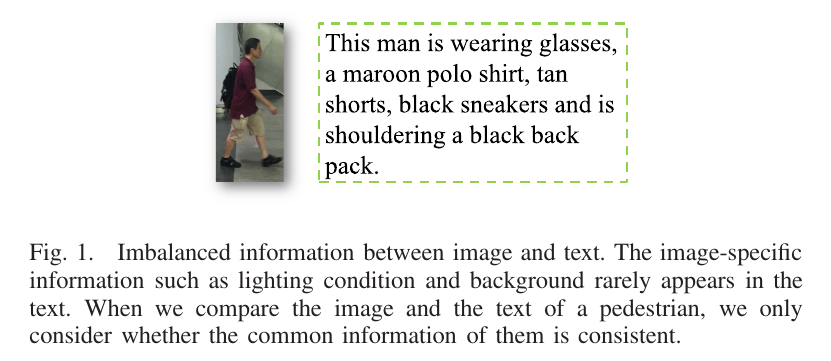 This man is wearing glasses,
a maroon polo shirt, tan
shorts, black sneakers and is
shouldering a black back
pack.
Fig. 1. Imbalanced information between image and text. The image-specific
information such as lighting condition and background rarely appears in the
text. When we compare the image and the text of a pedestrian, we only
consider whether the common information of them is consistent.